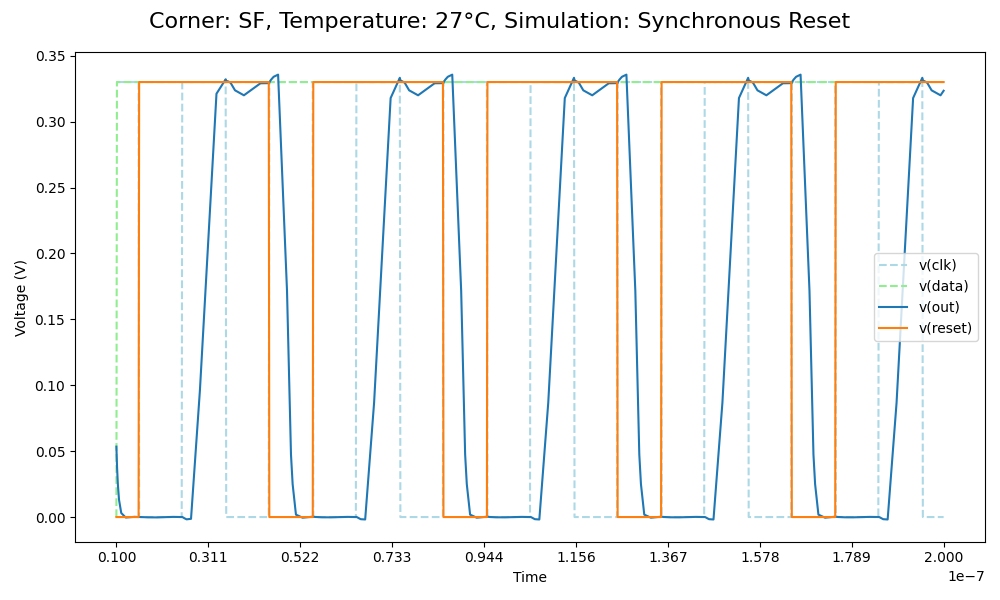 Corner: SF, Temperature: 27°C, Simulation: Synchronous Reset
Voltage (V)
0.35
0.30
0.25
0.20
0.15
0.10
0.05
0.00
v(clk)
v(data)
v(out)
v(reset)
0.100 0.311 0.522 0.733 0.944 1.156 1.367 1.578 1.789 2.000
Time
1e−7